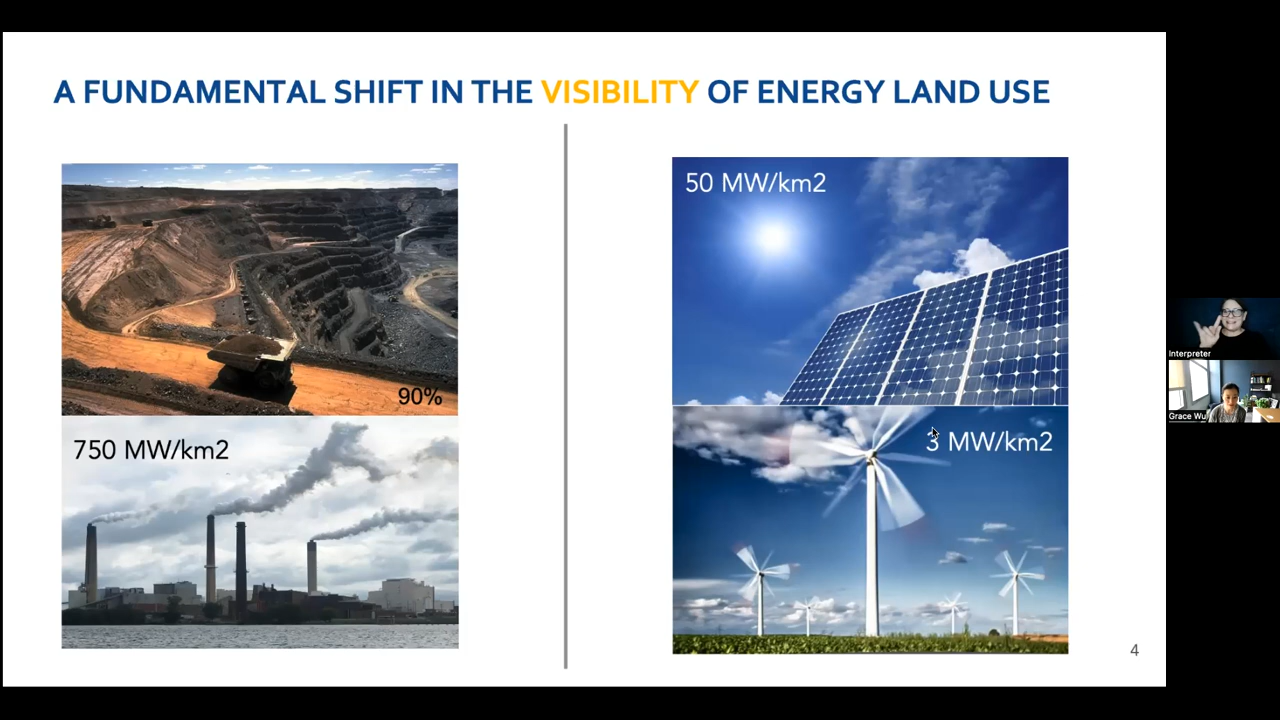 A FUNDAMENTAL SHIFT IN THE VISIBILITY OF ENERGY LAND USE
90%
750 MW/km2
50 MW/km2
3 MW/km2
4
Interpreter
Grace Wu